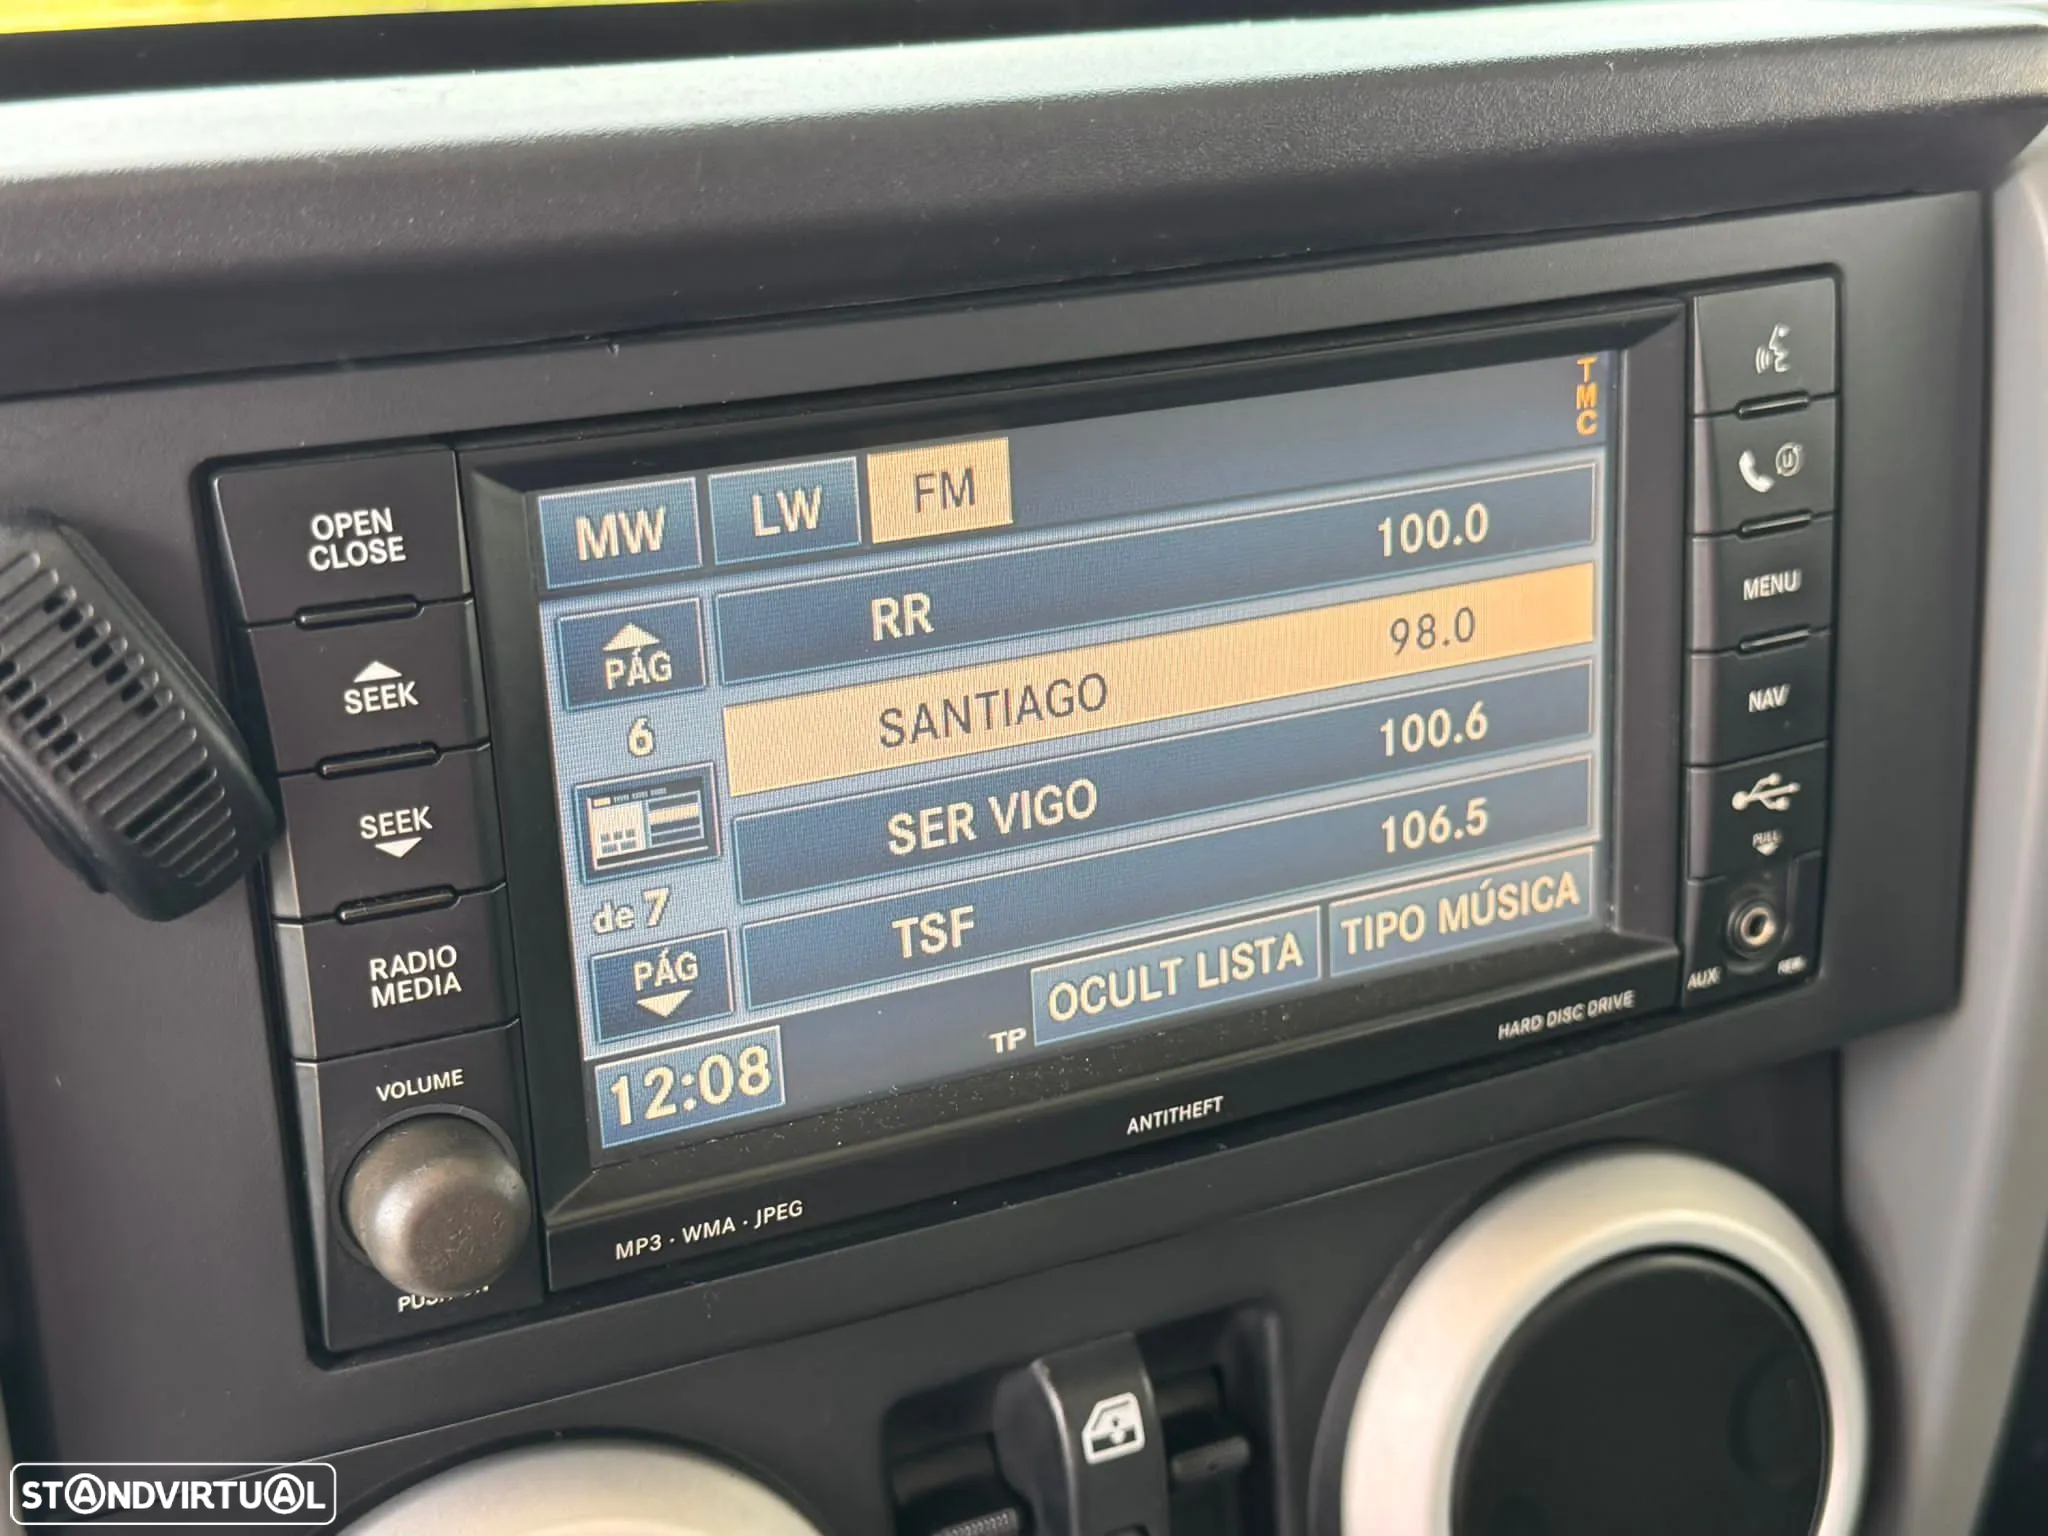 OPEN
CLOSE
SEEK
SEEK
RADIO
MEDIA
VOLUME
MW LW FM
TMC
PÁG
6
de 7
PÁG
RR 100.0
SANTIAGO 98.0
SER VIGO 100.6
TSF 106.5
12:08
TP
OCULT LISTA
TIPO MÚSICA
MENU
NAV
PULL
AUX
HARD DISC DRIVE
ANTITHEFT
MP3 · WMA · JPEG
STANDVIRTUAL